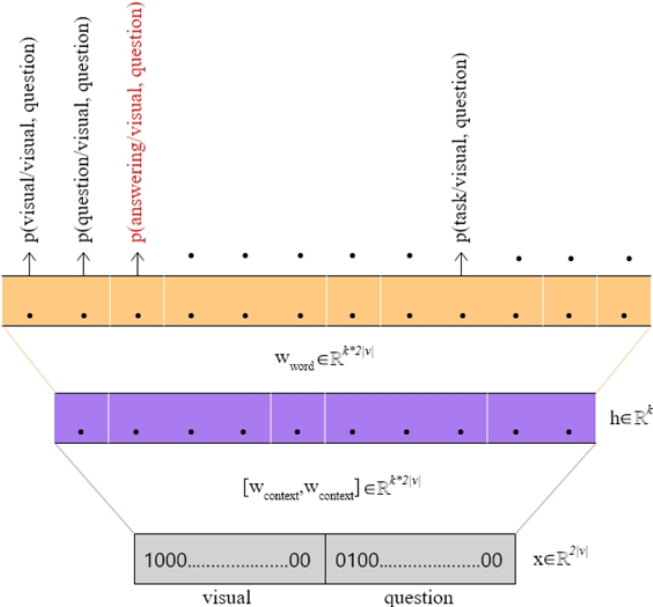 p(visual/visual, question)
p(question/visual, question)
p(answering/visual, question)
p(task/visual, question)
w_word ∈ ℝ^{k*2|v|}
h∈ℝ^k
[w_context,w_context] ∈ ℝ^{k*2|v|}
1000......................00 0100......................00 x∈ℝ^{2|v|}
visual question